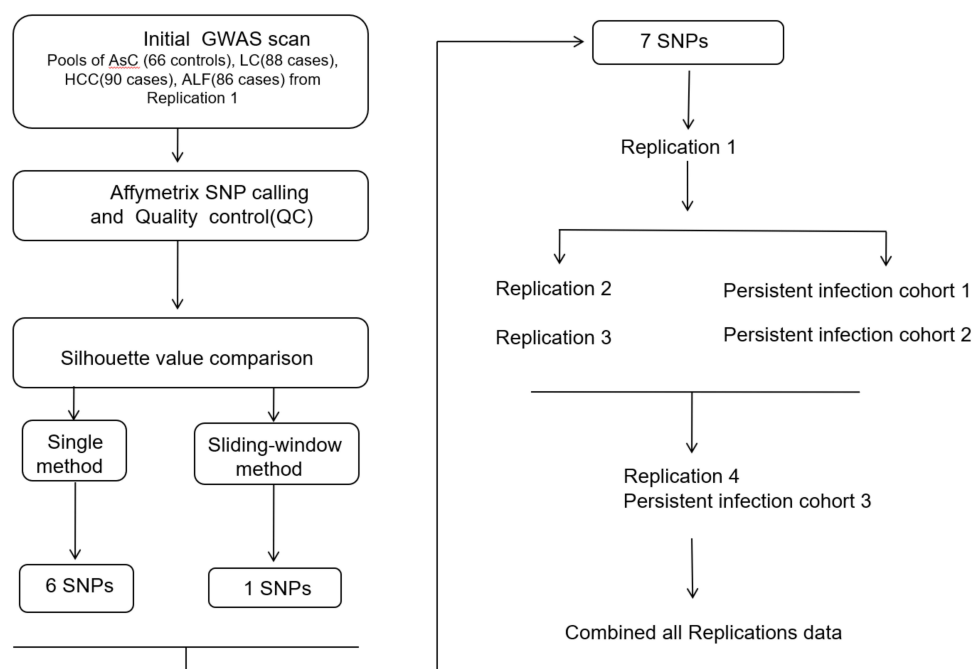 Initial GWAS scan
Pools of AsC (66 controls), LC(88 cases),
HCC(90 cases), ALF(86 cases) from
Replication 1
Affymetrix SNP calling
and Quality control(QC)
Silhouette value comparison
Single
method
Sliding-window
method
6 SNPs
1 SNPs
7 SNPs
Replication 1
Replication 2
Replication 3
Persistent infection cohort 1
Persistent infection cohort 2
Replication 4
Persistent infection cohort 3
Combined all Replications data